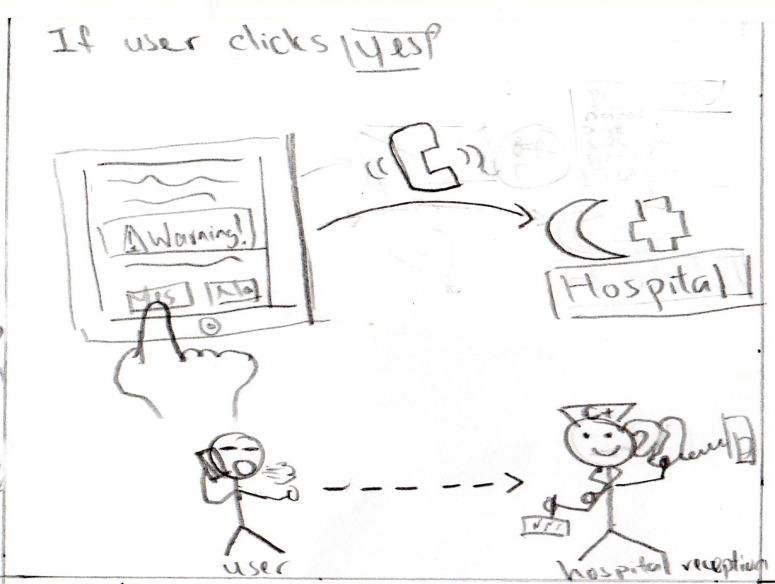 If user clicks yes
Warning!
Yes No
Hospital
user
hospital reception